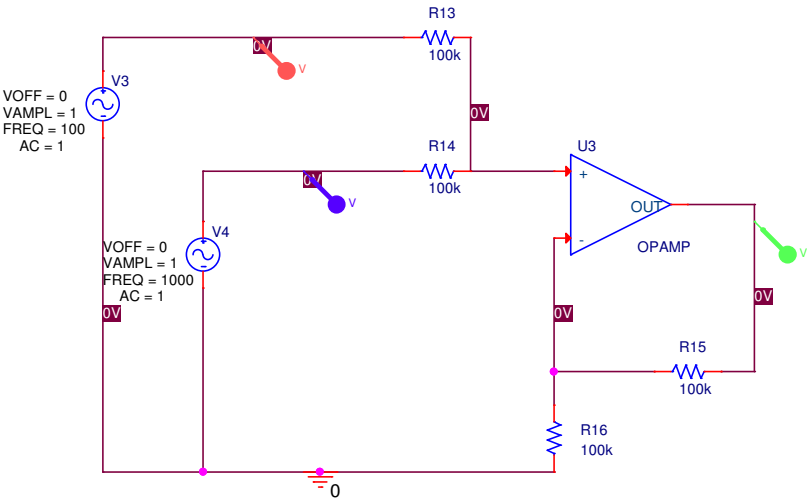 R13
0V
V
100k
V3
VOFF = 0
VAMPL = 1
FREQ = 100
AC = 1
0V
R14
U3
+
0V
V
100k
OUT
V4
-
OPAMP
V
VOFF = 0
VAMPL = 1
FREQ = 1000
AC = 1
0V
0V
0V
R15
100k
R16
100k
0